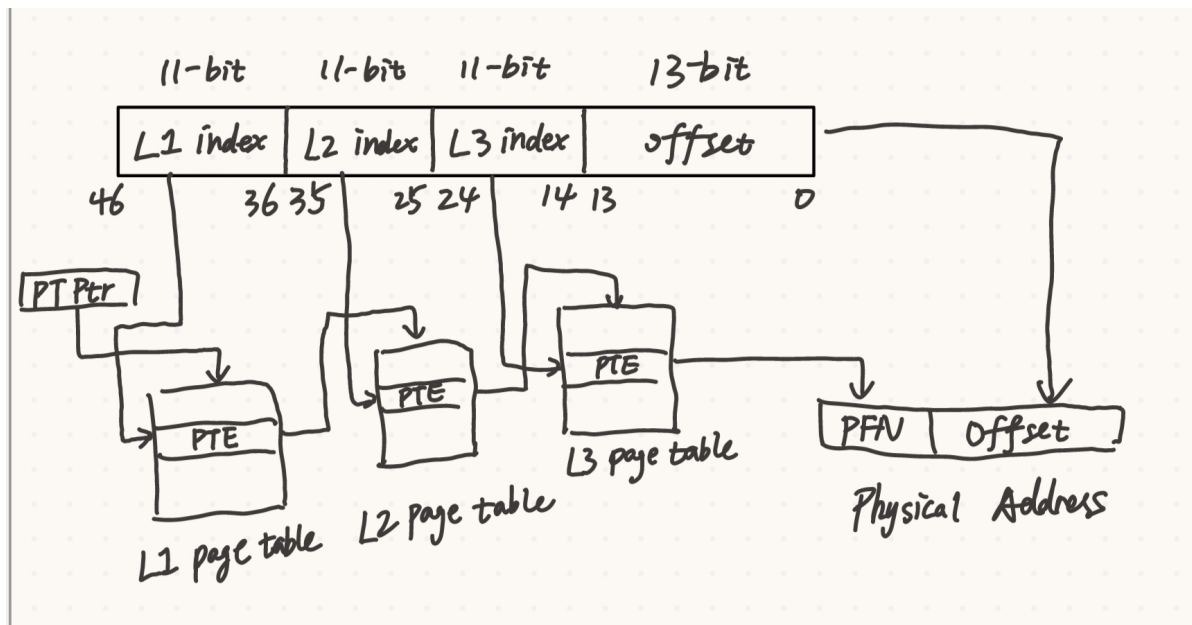 11-bit 11-bit 11-bit 13-bit
L1 index L2 index L3 index offset
46 36 35 25 24 14 13 0
PT Ptr
PTE
PTE
PTE
PFN Offset
L1 page table
L2 page table
L3 page table
Physical Address